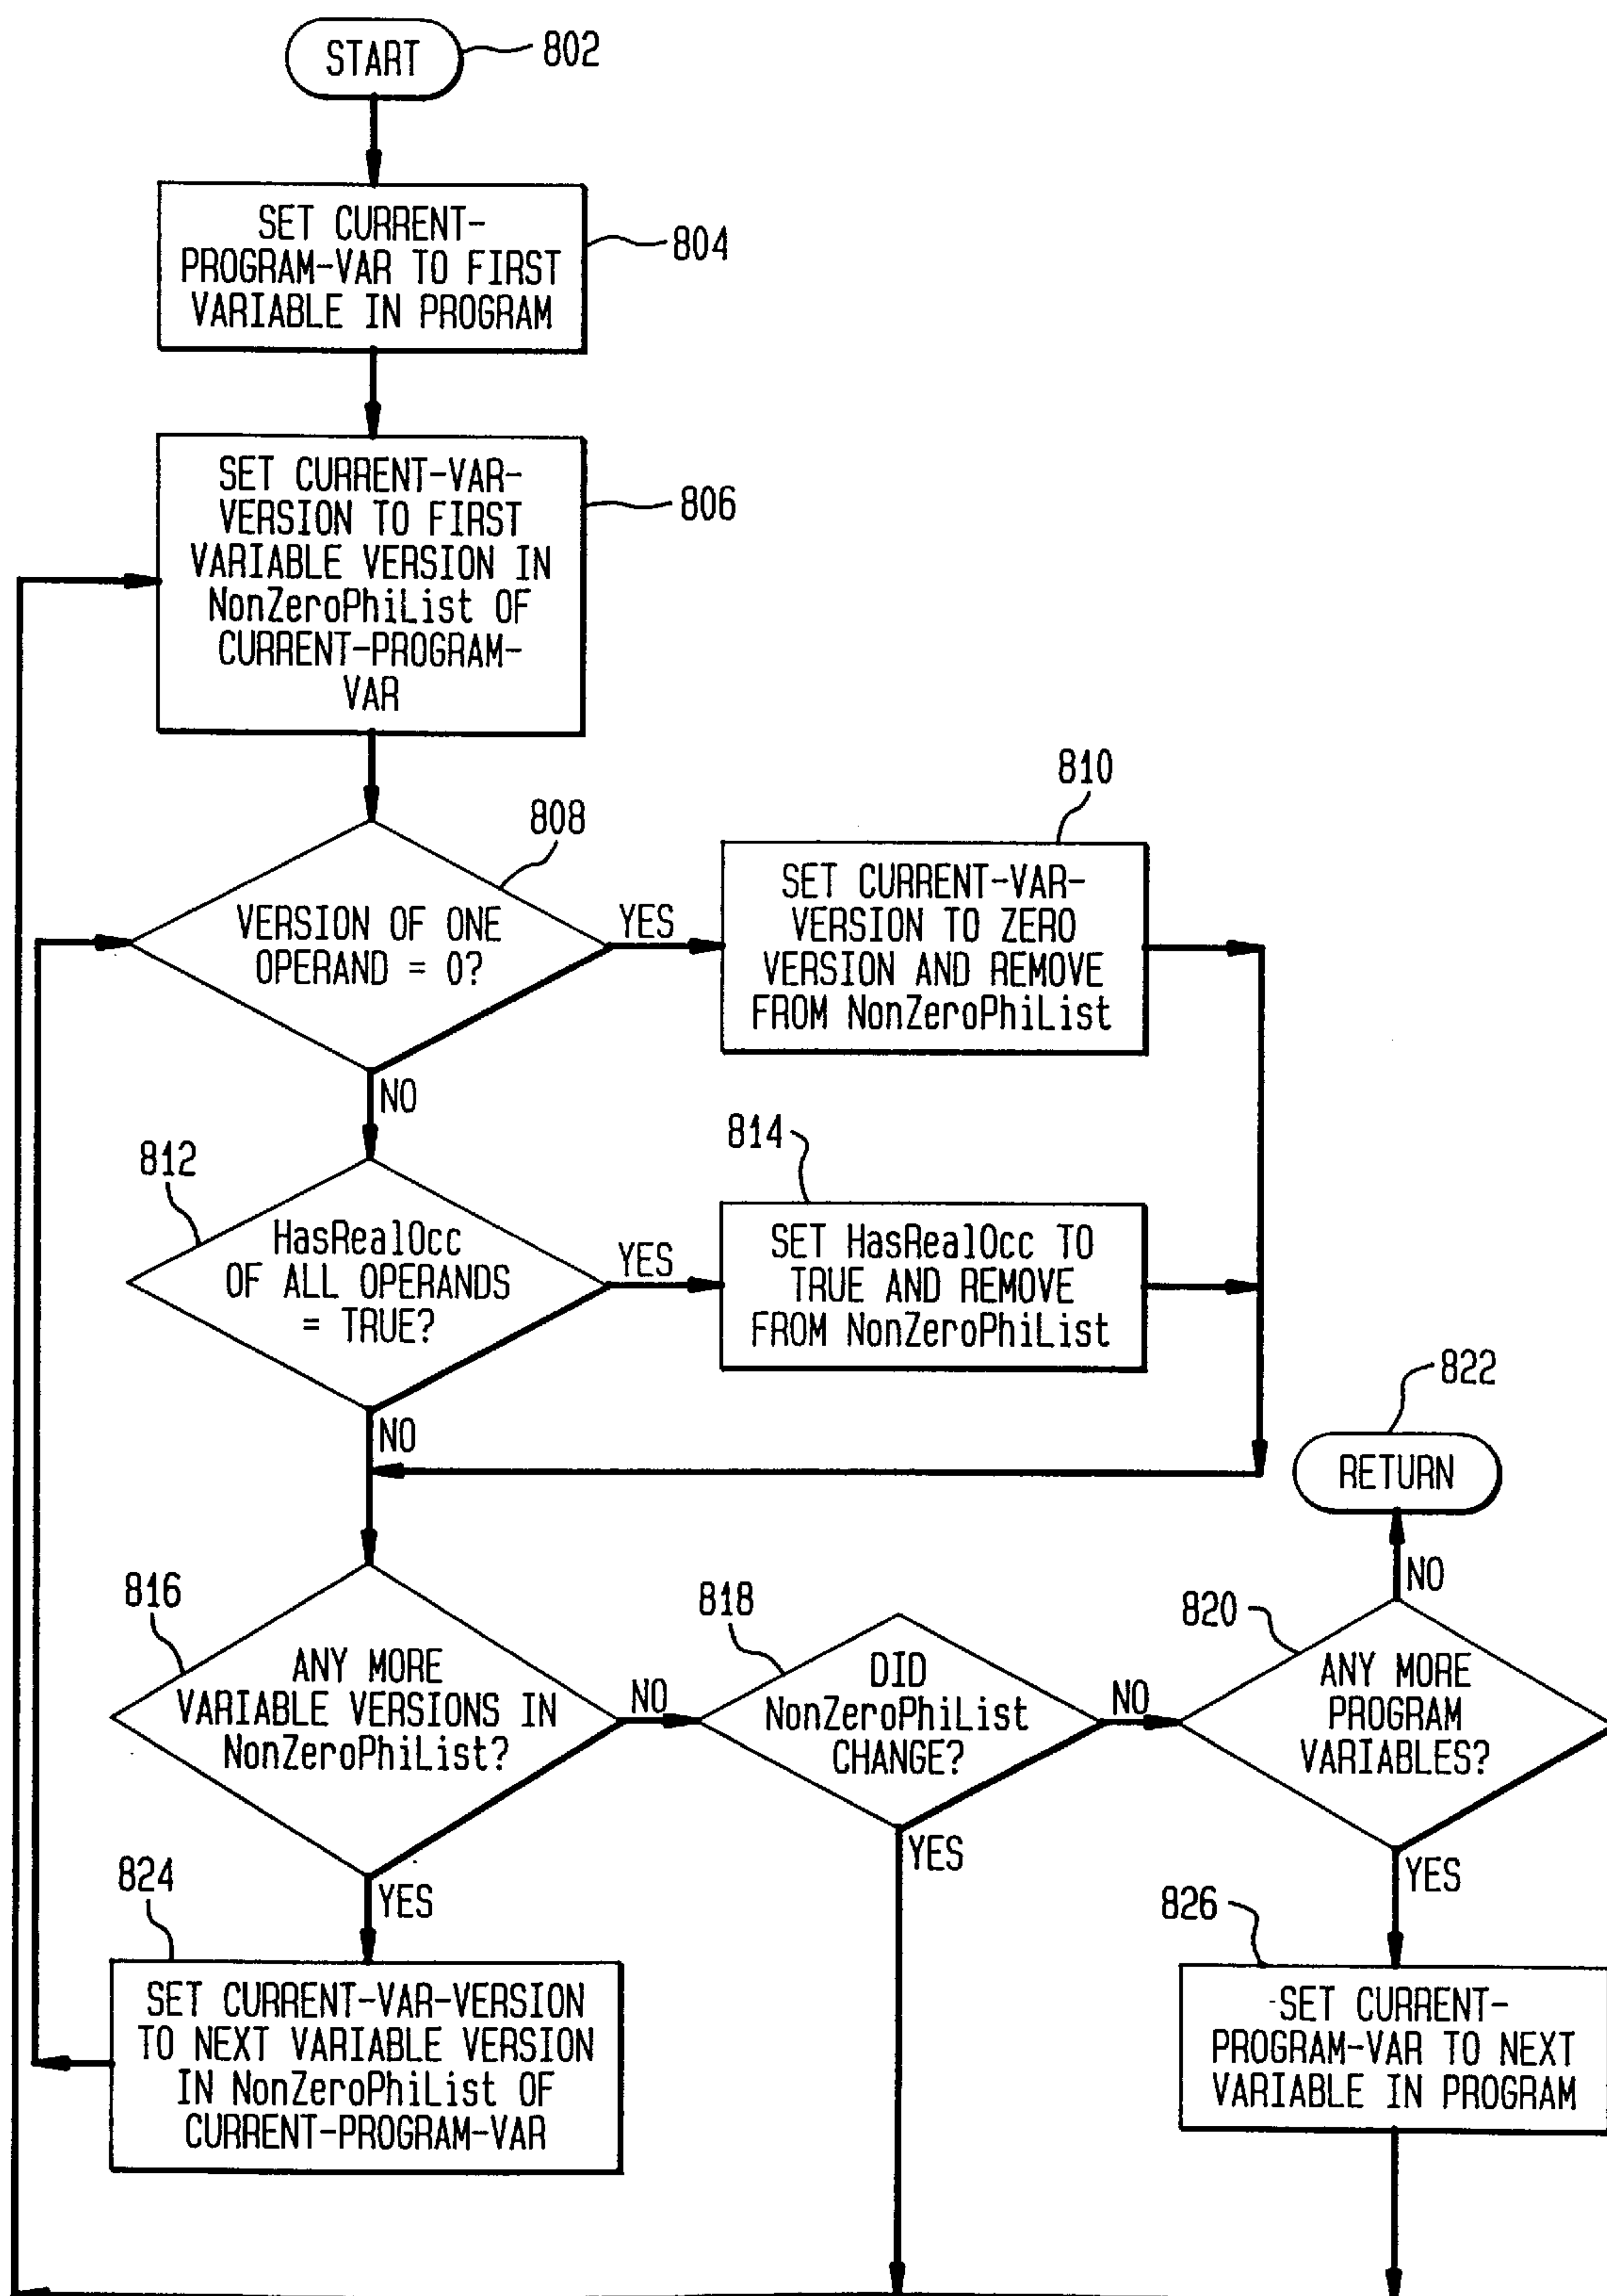 START
802
SET CURRENT-
PROGRAM-VAR TO FIRST
VARIABLE IN PROGRAM
804
SET CURRENT-VAR-
VERSION TO FIRST
VARIABLE VERSION IN
NonZeroPhiList OF
CURRENT-PROGRAM-
VAR
806
808
VERSION OF ONE
OPERAND = 0?
YES
NO
810
SET CURRENT-VAR-
VERSION TO ZERO
VERSION AND REMOVE
FROM NonZeroPhiList
812
HasRealOcc
OF ALL OPERANDS
= TRUE?
YES
NO
814
SET HasRealOcc TO
TRUE AND REMOVE
FROM NonZeroPhiList
822
RETURN
NO
816
ANY MORE
VARIABLE VERSIONS IN
NonZeroPhiList?
NO
YES
818
DID
NonZeroPhiList
CHANGE?
NO
YES
820
ANY MORE
PROGRAM
VARIABLES?
YES
824
SET CURRENT-VAR-VERSION
TO NEXT VARIABLE VERSION
IN NonZeroPhiList OF
CURRENT-PROGRAM-VAR
826
SET CURRENT-
PROGRAM-VAR TO NEXT
VARIABLE IN PROGRAM